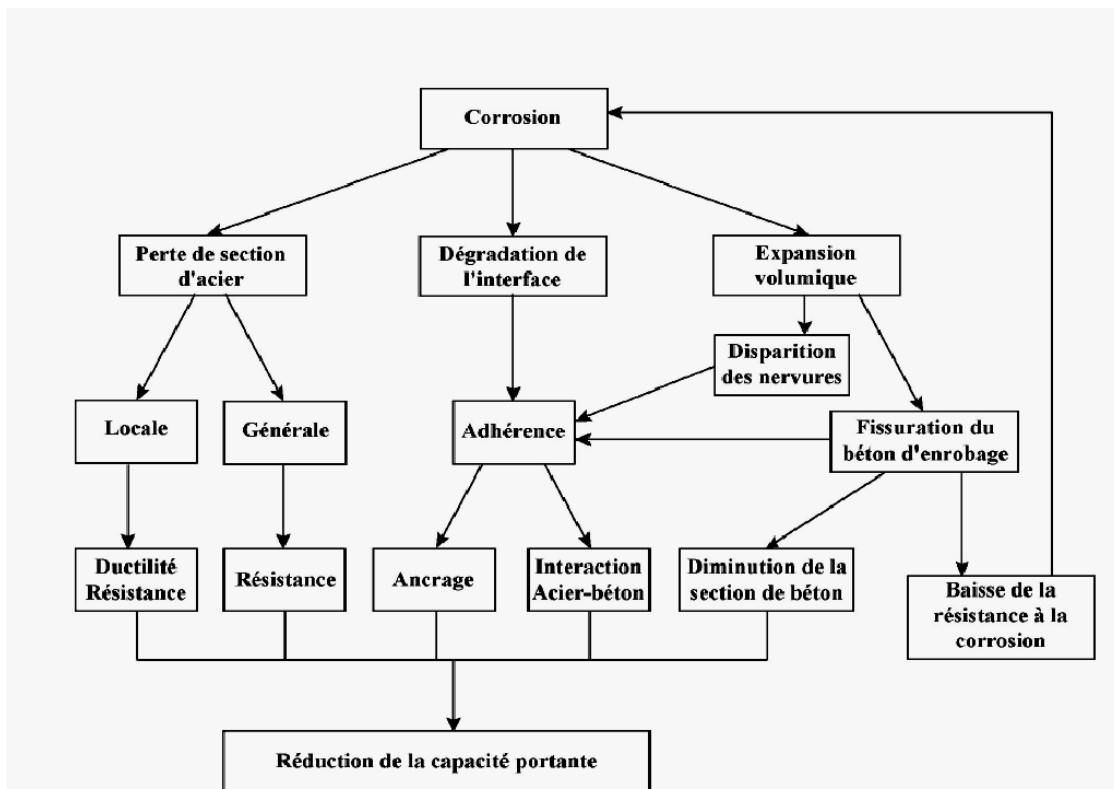 Corrosion
Perte de section
d'acier
Dégradation de
l'interface
Expansion
volumique
Disparition
des nervures
Locale
Générale
Adhérence
Fissuration du
béton d'enrobage
Ductilité
Résistance
Résistance
Ancrage
Interaction
Acier-béton
Diminution de la
section de béton
Baisse de la
résistance à la
corrosion
Réduction de la capacité portante